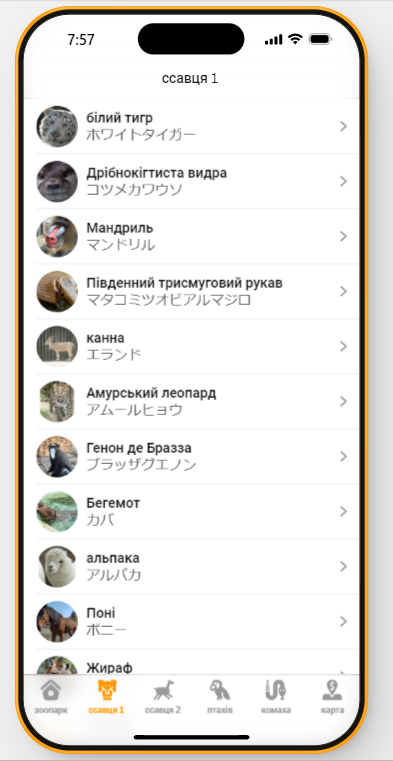 7:57
ссавця 1
білий тигр
ホワイトタイガー
Дрібнокігтиста видра
コツメカワウソ
Мандриль
マンドリル
Південний трисмуговий рукав
マタコミツオビアルマジロ
канна
エランド
Амурський леопард
アムールヒョウ
Генон де Бразза
ブラッザグエノン
Бегемот
カバ
альпака
アルパカ
Поні
ポニー
Жираф
зоопарк ссавця 1 ссавця 2 птахів комаха карта